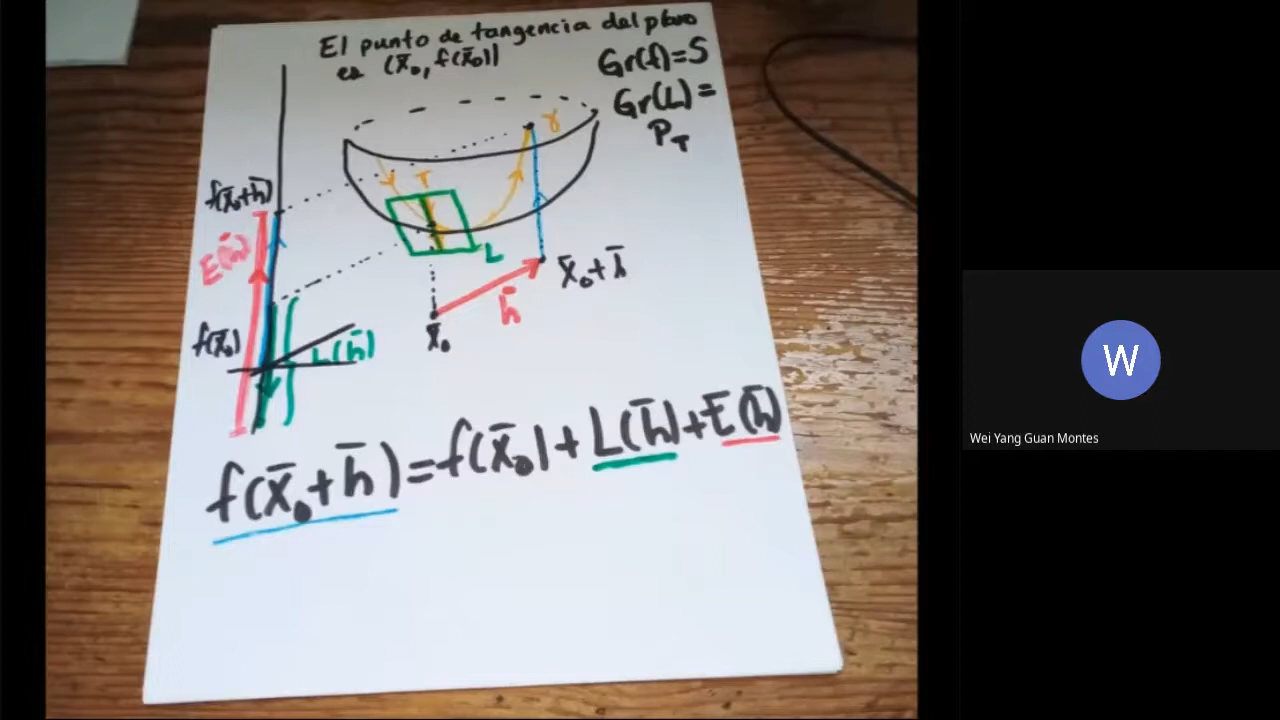 El punto de tangencia del plano
es (x̄₀, f(x̄₀))
Gr(f)=S
Gr(L)=
P_T
γ
T
f(x̄₀+h̄)
E(h̄)
L
x̄₀+h̄
h̄
f(x̄₀)
L(h̄)
x̄₀
f(x̄₀+h̄)=f(x̄₀)+L(h̄)+E(h̄)
W
Wei Yang Guan Montes